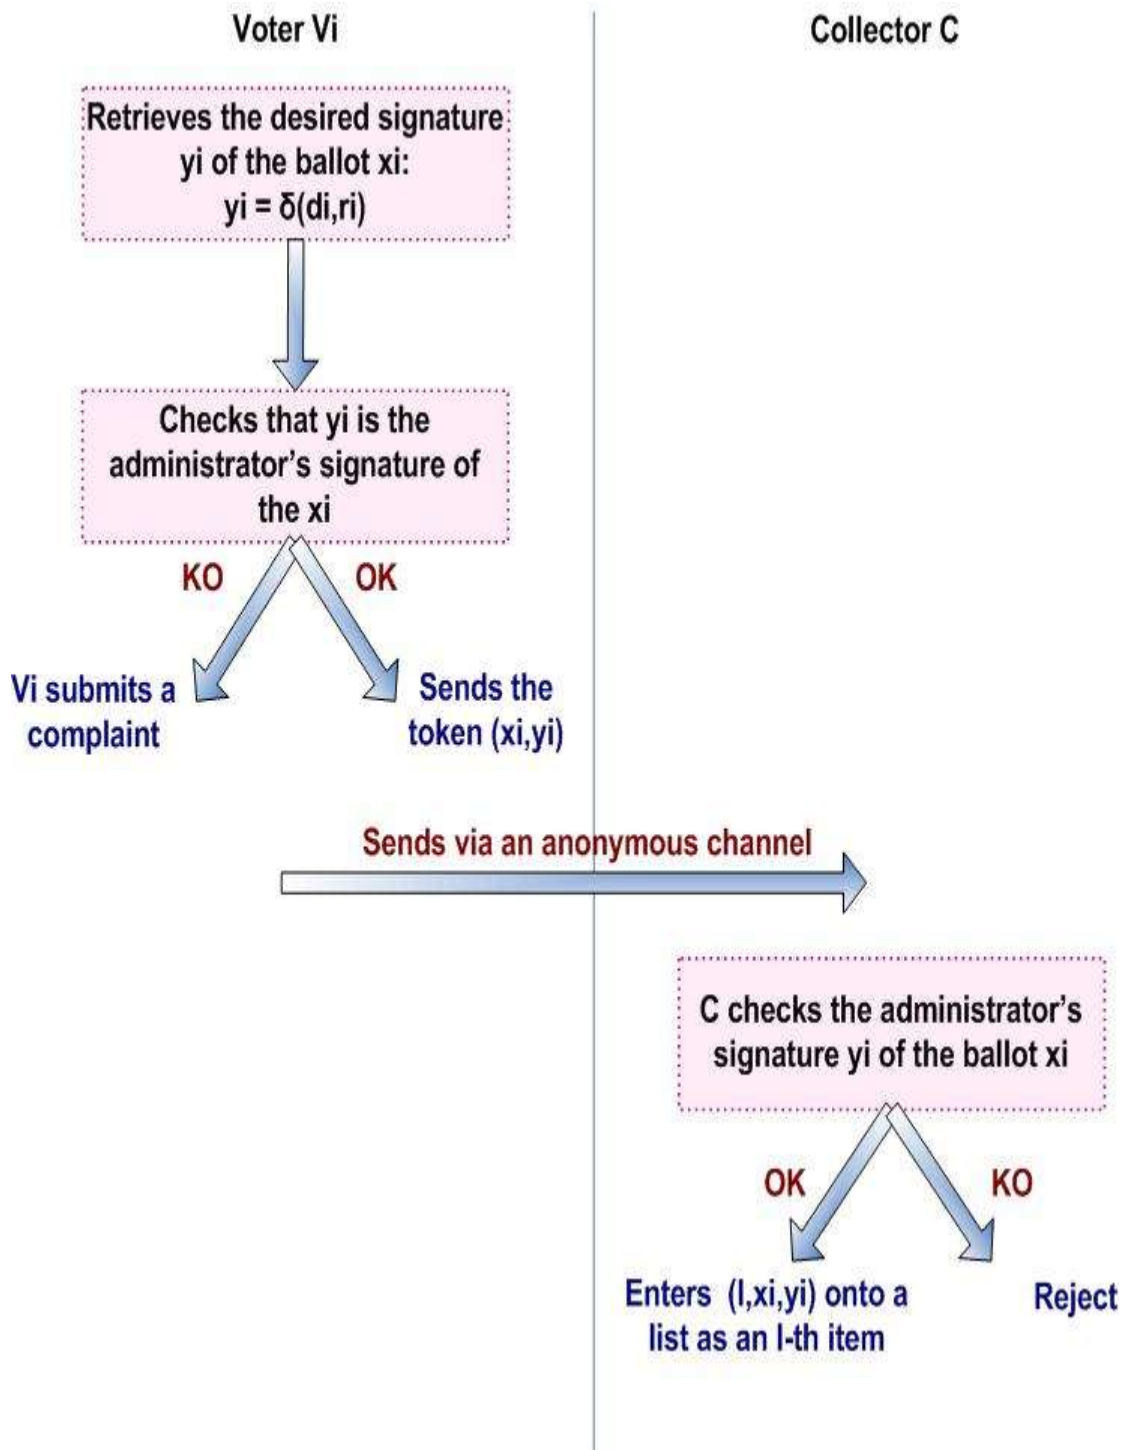 Voter Vi
Collector C
Retrieves the desired signature
yi of the ballot xi:
yi = δ(di,ri)
Checks that yi is the
administrator's signature of
the xi
KO
OK
Vi submits a
complaint
Sends the
token (xi,yi)
Sends via an anonymous channel
C checks the administrator's
signature yi of the ballot xi
OK
KO
Enters (l,xi,yi) onto a
list as an l-th item
Reject